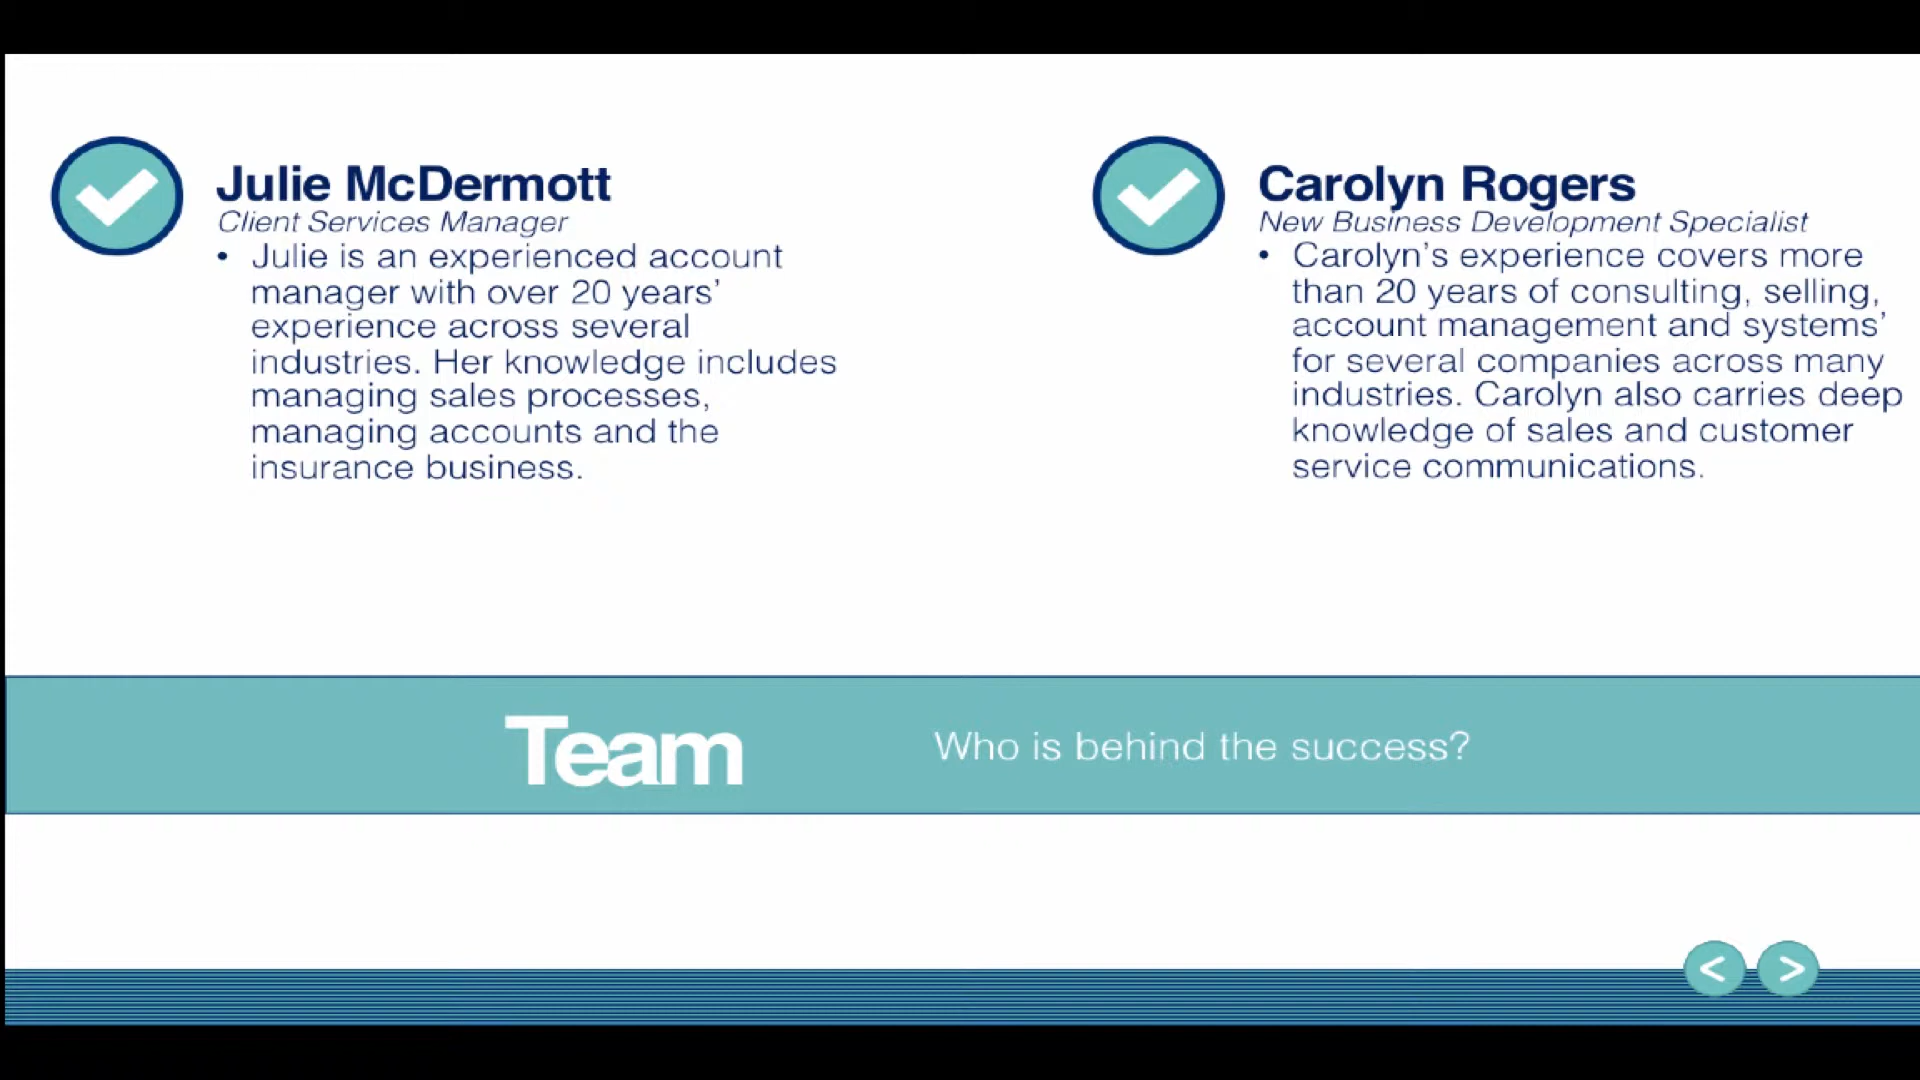 Julie McDermott
Client Services Manager
• Julie is an experienced account
manager with over 20 years’
experience across several
industries. Her knowledge includes
managing sales processes,
managing accounts and the
insurance business.
Carolyn Rogers
New Business Development Specialist
• Carolyn’s experience covers more
than 20 years of consulting, selling,
account management and systems’
for several companies across many
industries. Carolyn also carries deep
knowledge of sales and customer
service communications.
Team
Who is behind the success?
< >